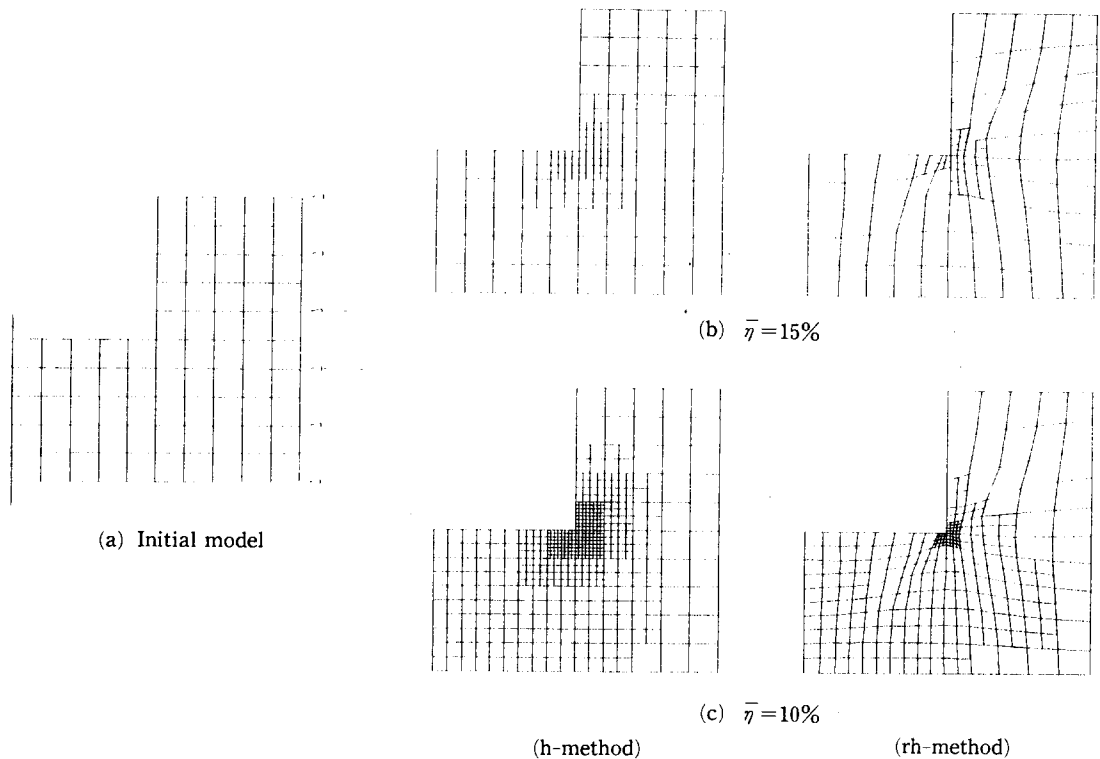 (b) η̅=15%
(a) Initial model
(c) η̅=10%
(h-method)
(rh-method)